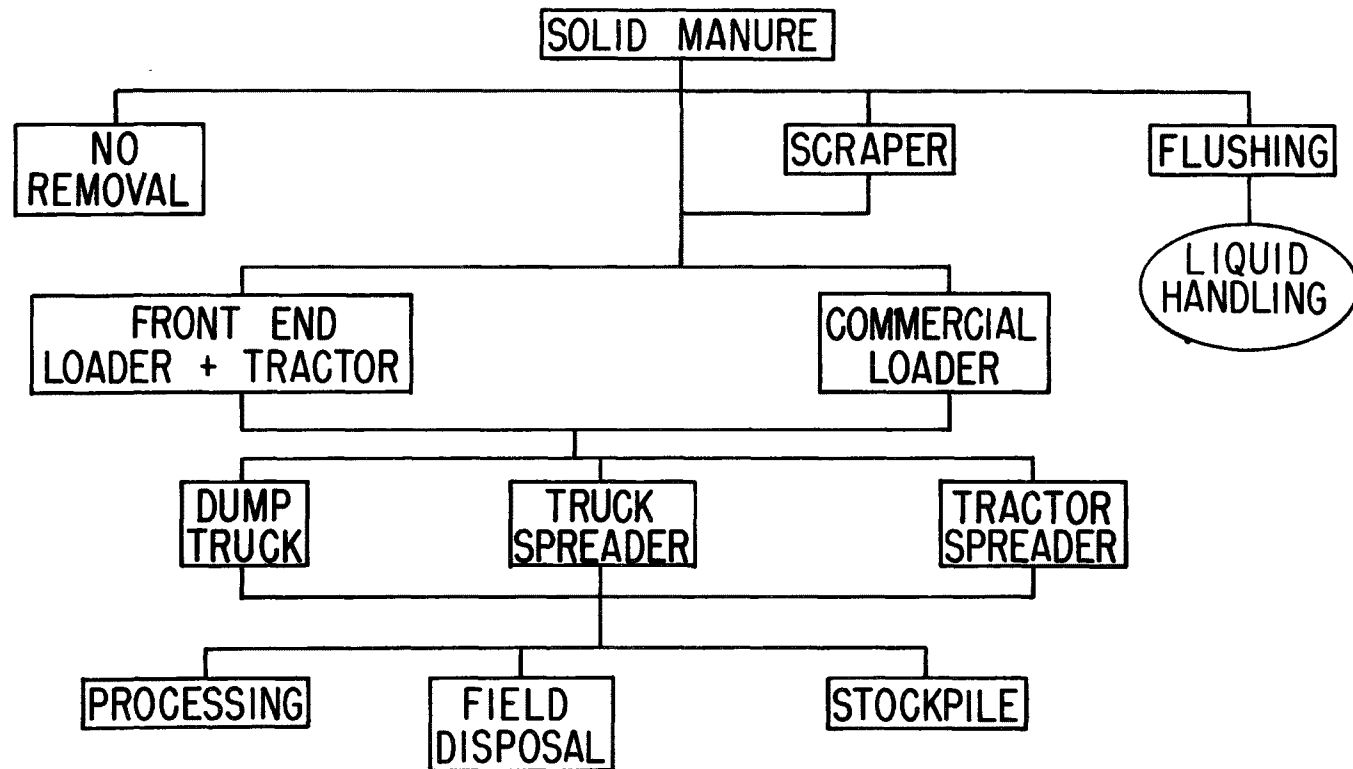 SOLID MANURE
NO
REMOVAL
SCRAPER
FLUSHING
LIQUID
HANDLING
FRONT END
LOADER + TRACTOR
COMMERCIAL
LOADER
DUMP
TRUCK
TRUCK
SPREADER
TRACTOR
SPREADER
PROCESSING
FIELD
DISPOSAL
STOCKPILE